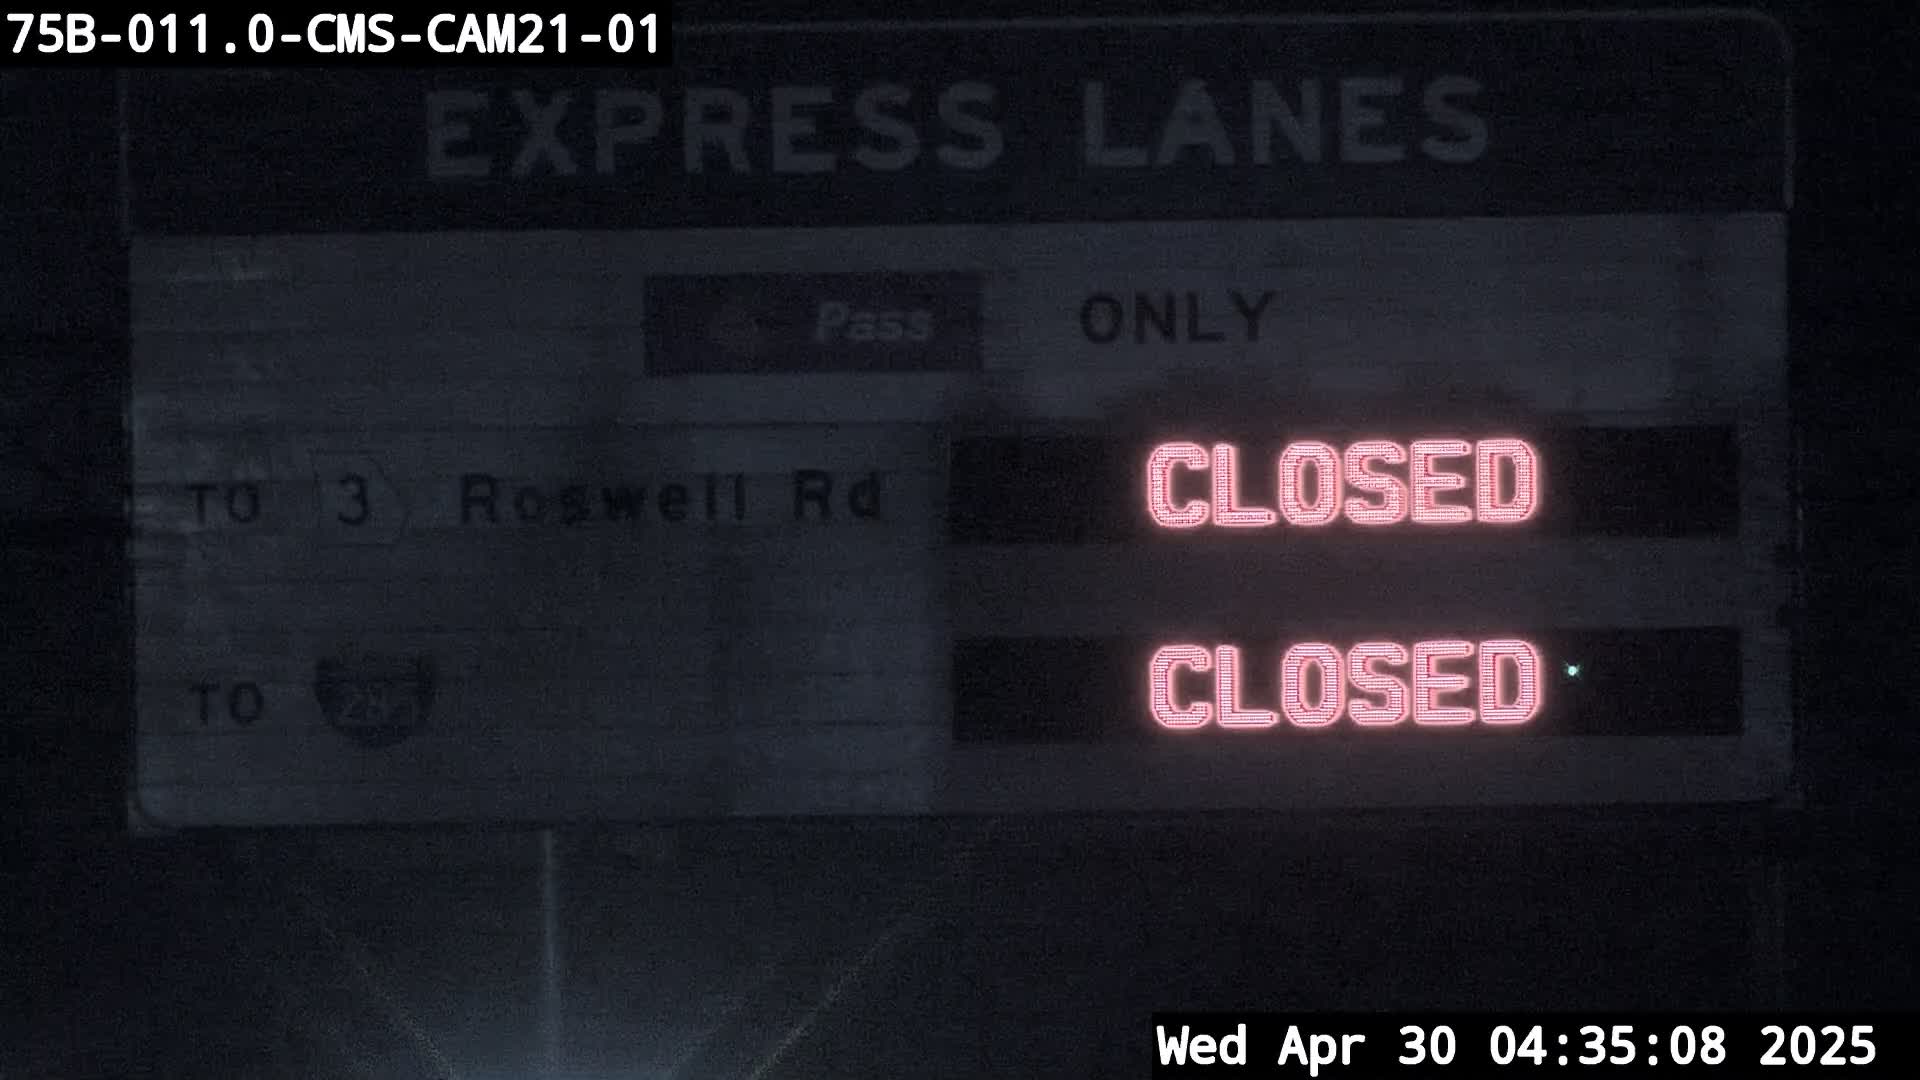 75B-011.0-CMS-CAM21-01
EXPRESS LANES
Pass ONLY
TO 3 Roswell Rd CLOSED
TO CLOSED
Wed Apr 30 04:35:08 2025